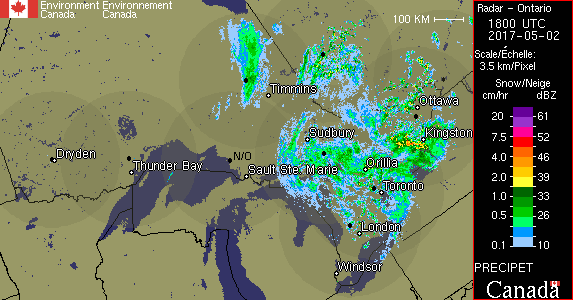 Environment Environnement
Canada Canada
100 KM
Timmins
Ottawa
Sudbury
Kingston
Dryden
N/O
Thunder Bay
Sault Ste. Marie
Orillia
Toronto
London
Windsor
Radar - Ontario
1800 UTC
2017-05-02
Scale/Échelle:
3.5 km/Pixel
Snow/Neige
cm/hr dBZ
20 61
7.5 52
4.0 46
2.0 39
1.0 33
0.5 26
0.1 10
PRECIPET
Canada